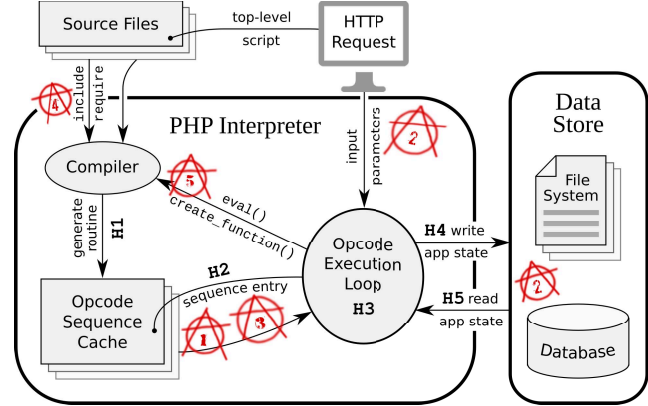 Source Files
top-level
script
HTTP
Request
4
include
require
PHP Interpreter
input
parameters
2
Data
Store
Compiler
5
eval()
create_function()
File
System
generate
routine
H1
Opcode
Execution
Loop
H3
H4 write
app state
H2
sequence entry
Opcode
Sequence
Cache
1
3
H5 read
app state
2
Database